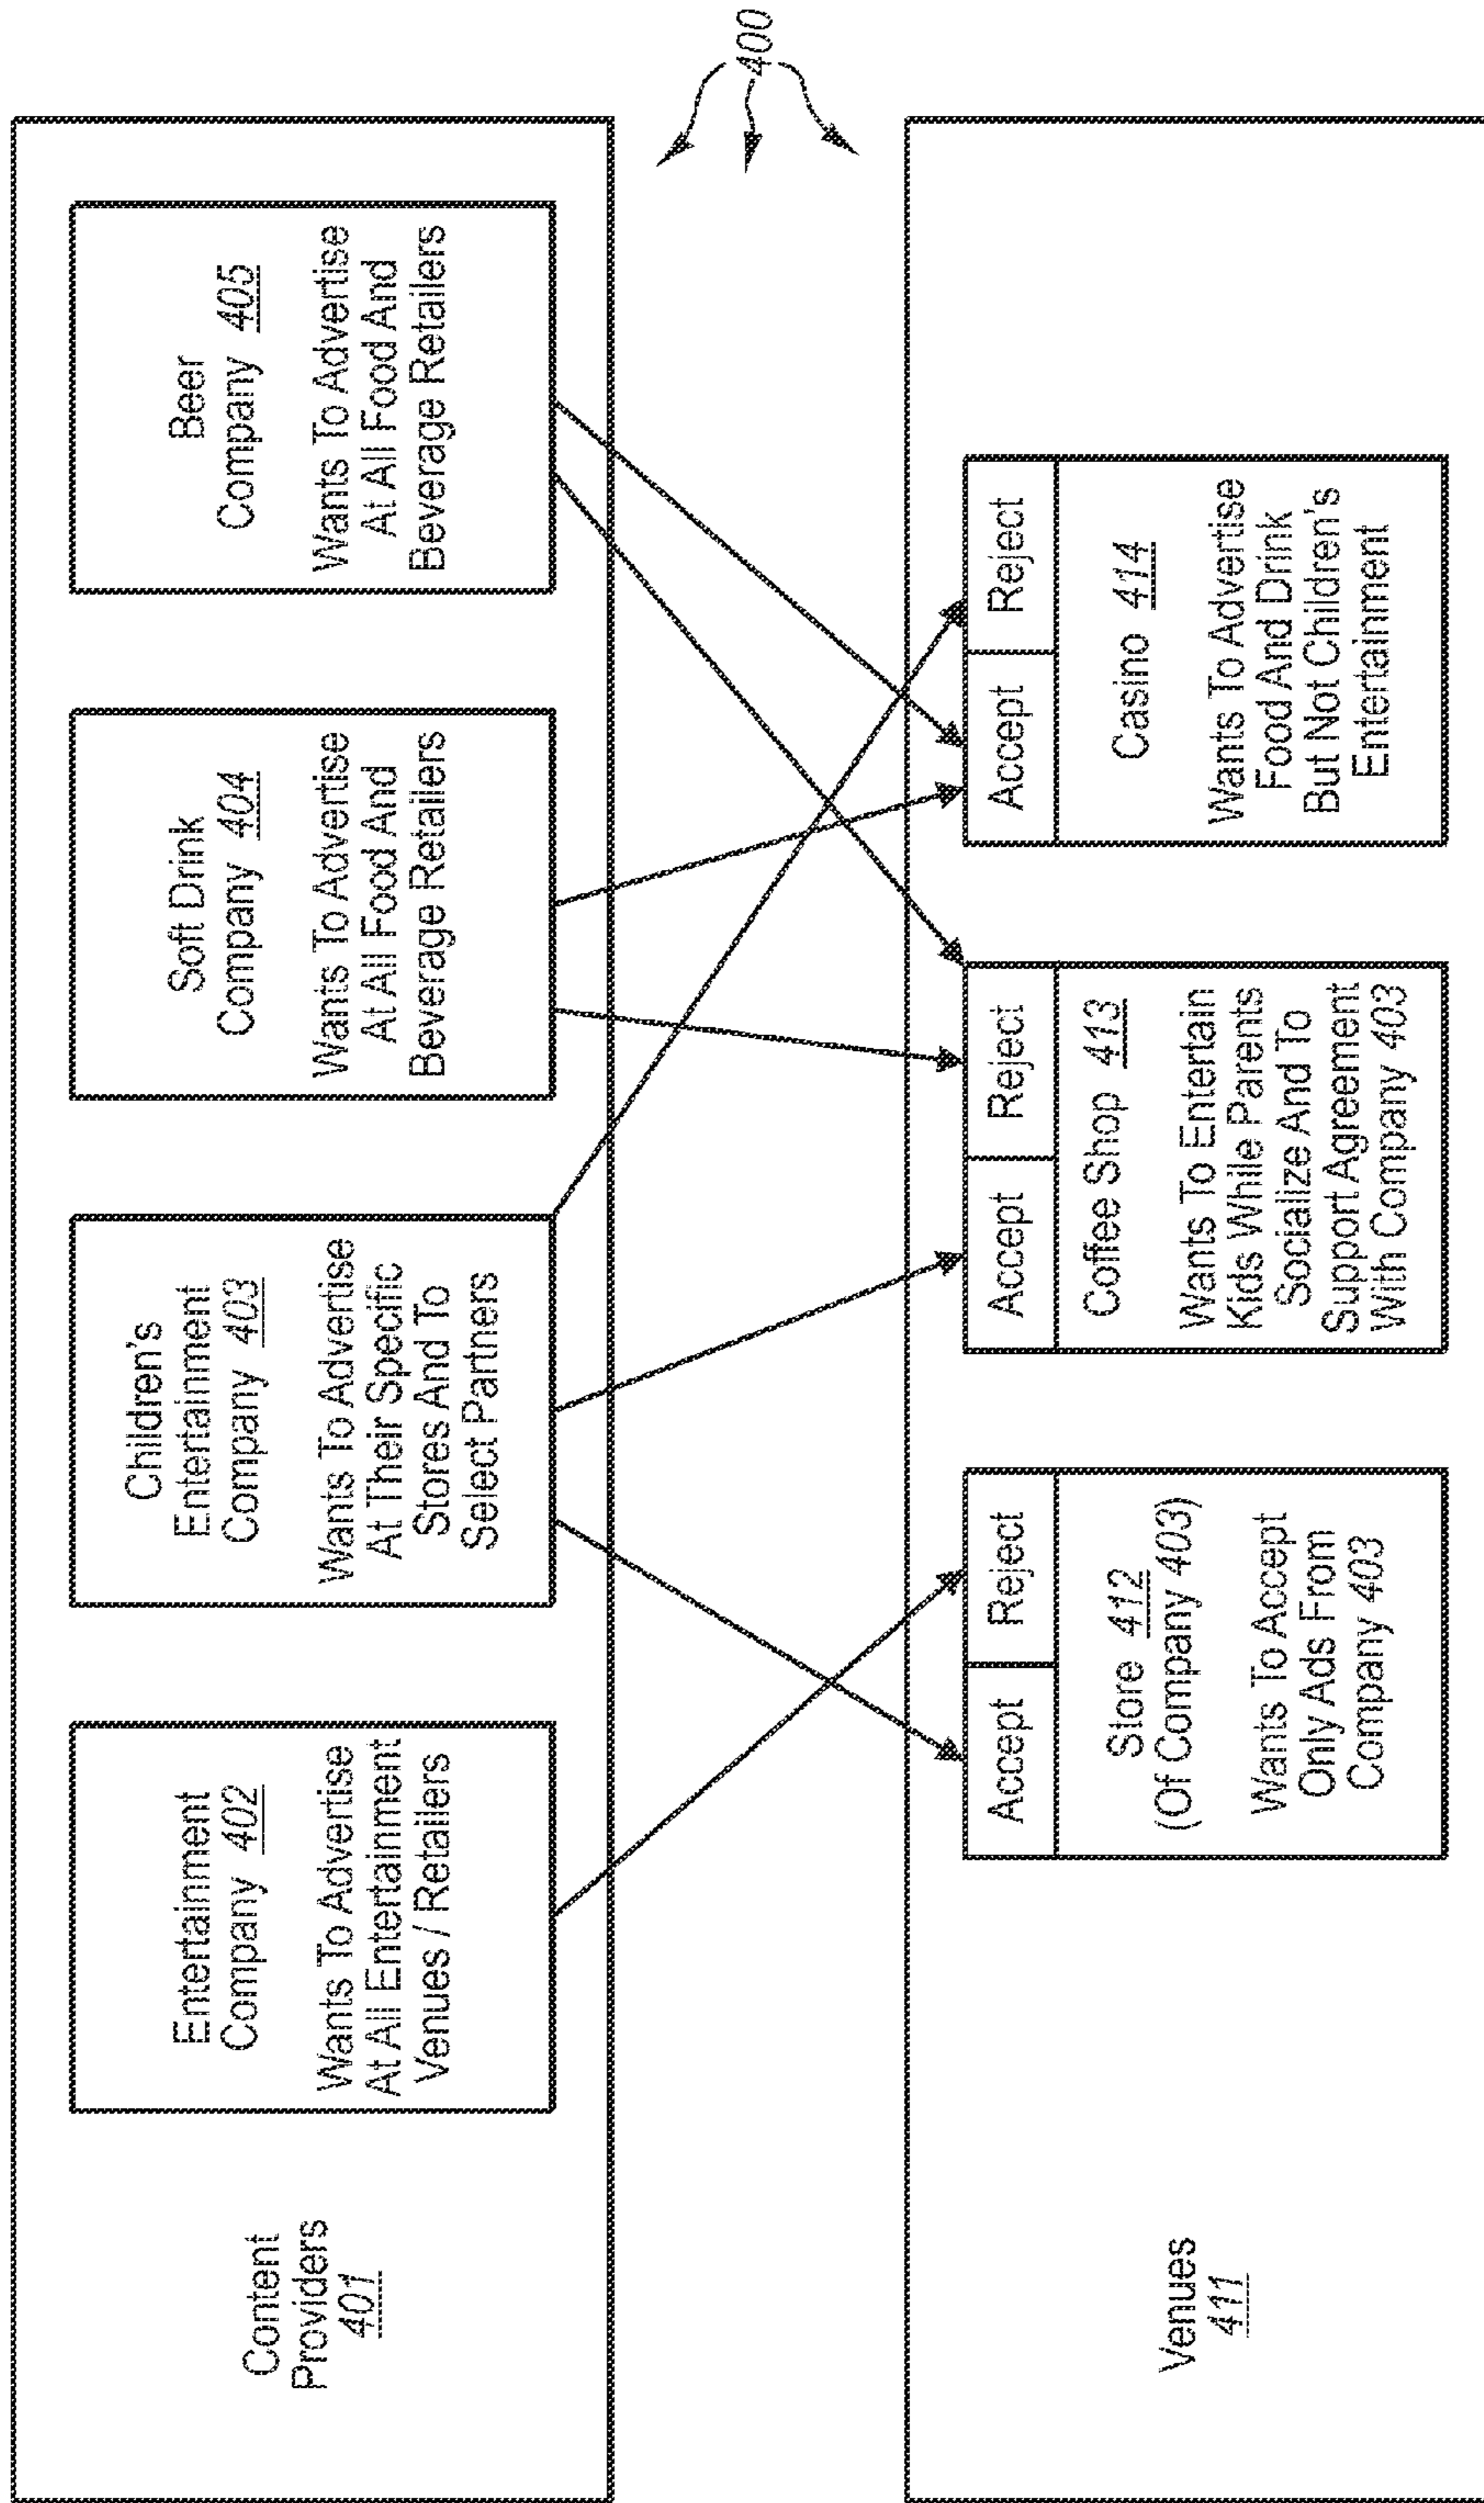 Content
Providers
401
Entertainment
Company 402
Wants To Advertise
At All Entertainment
Venues / Retailers
Children's
Entertainment
Company 403
Wants To Advertise
At Their Specific
Stores And To
Select Partners
Soft Drink
Company 404
Wants To Advertise
At All Food And
Beverage Retailers
Beer
Company 405
Wants To Advertise
At All Food And
Beverage Retailers
400
Venues
411
Accept
Reject
Store 412
(Of Company 403)
Wants To Accept
Only Ads From
Company 403
Accept
Reject
Coffee Shop 413
Wants To Entertain
Kids While Parents
Socialize And To
Support Agreement
With Company 403
Accept
Reject
Casino 414
Wants To Advertise
Food And Drink
But Not Children's
Entertainment